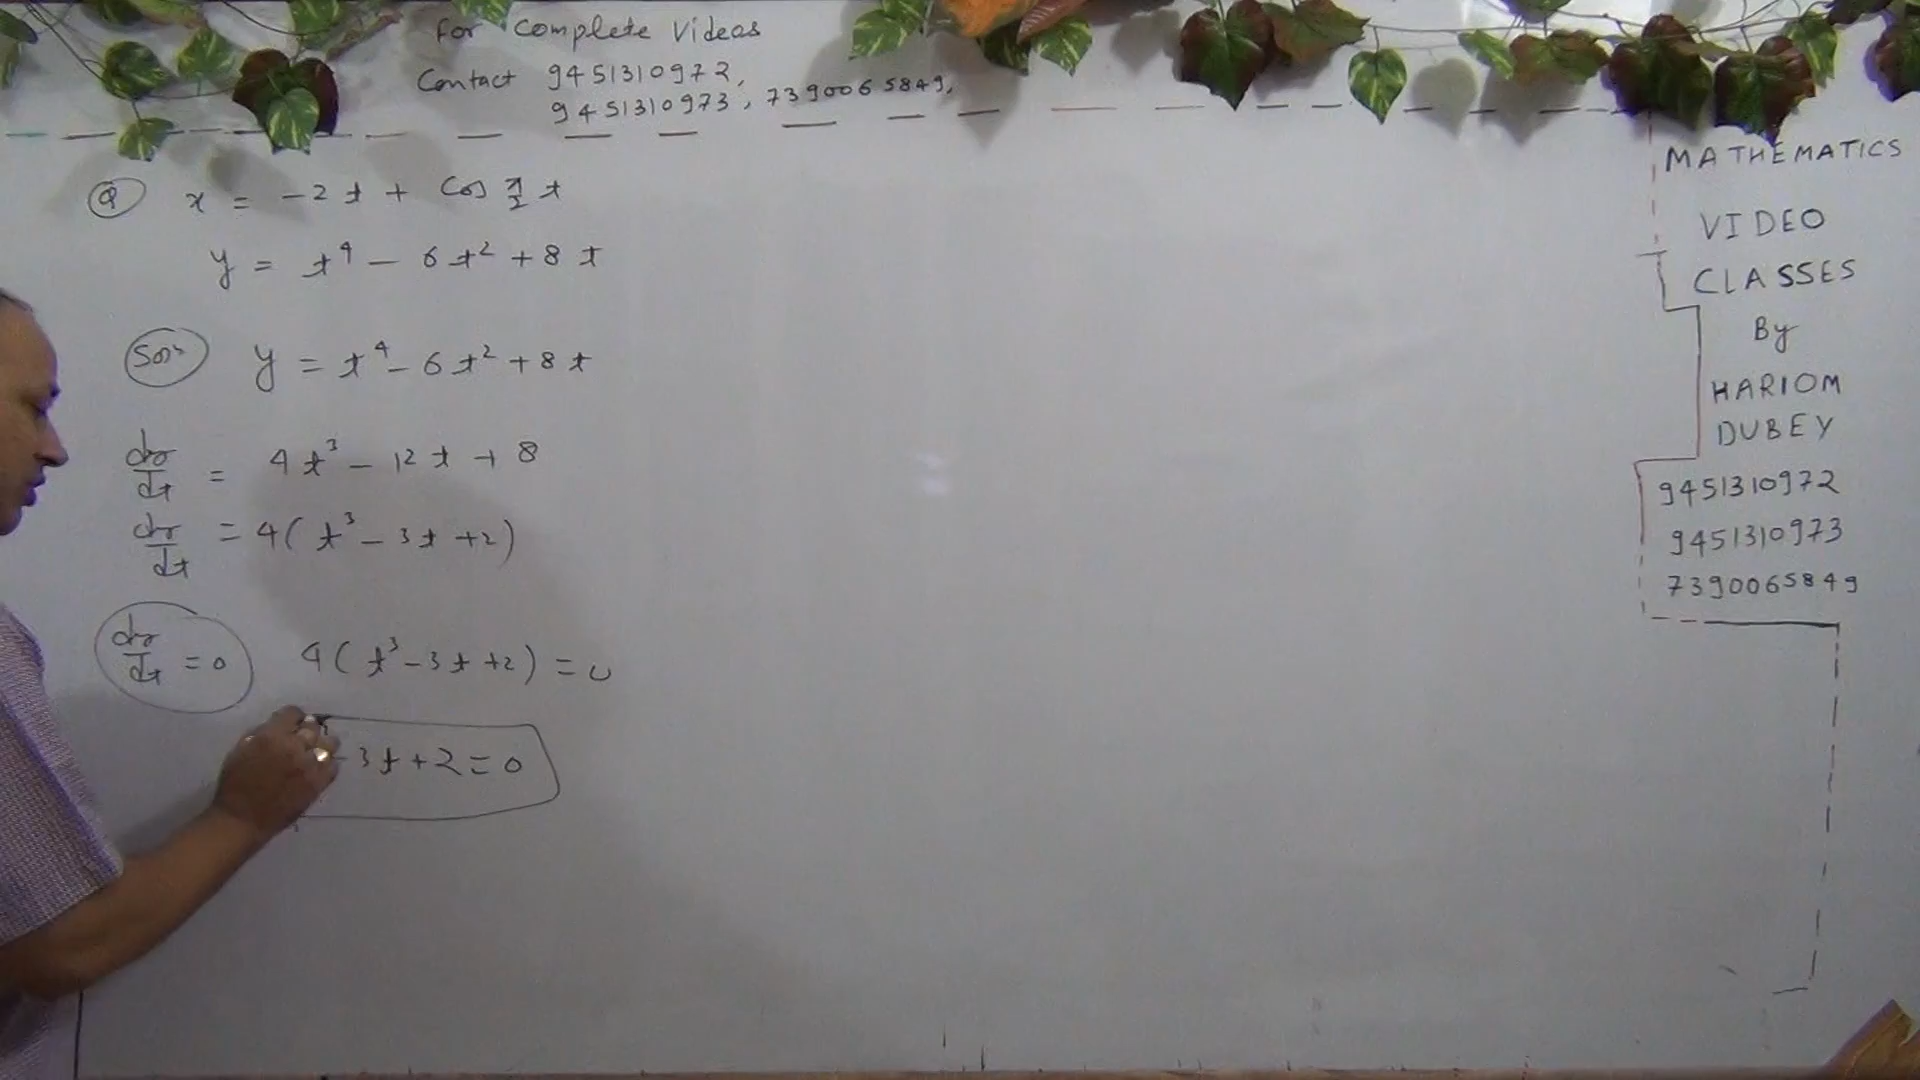 For Complete Videos
Contact 9451310972,
9451310973, 7390065849,
Q x = -2t + Cos π/2 t
y = t⁴ - 6t² + 8t
Solⁿ y = t⁴ - 6t² + 8t
dy/dt = 4t³ - 12t + 8
dy/dt = 4(t³ - 3t + 2)
dy/dt = 0 4(t³ - 3t + 2) = 0
- 3t + 2 = 0
MATHEMATICS
VIDEO
CLASSES
By
HARIOM
DUBEY
9451310972
9451310973
7390065849